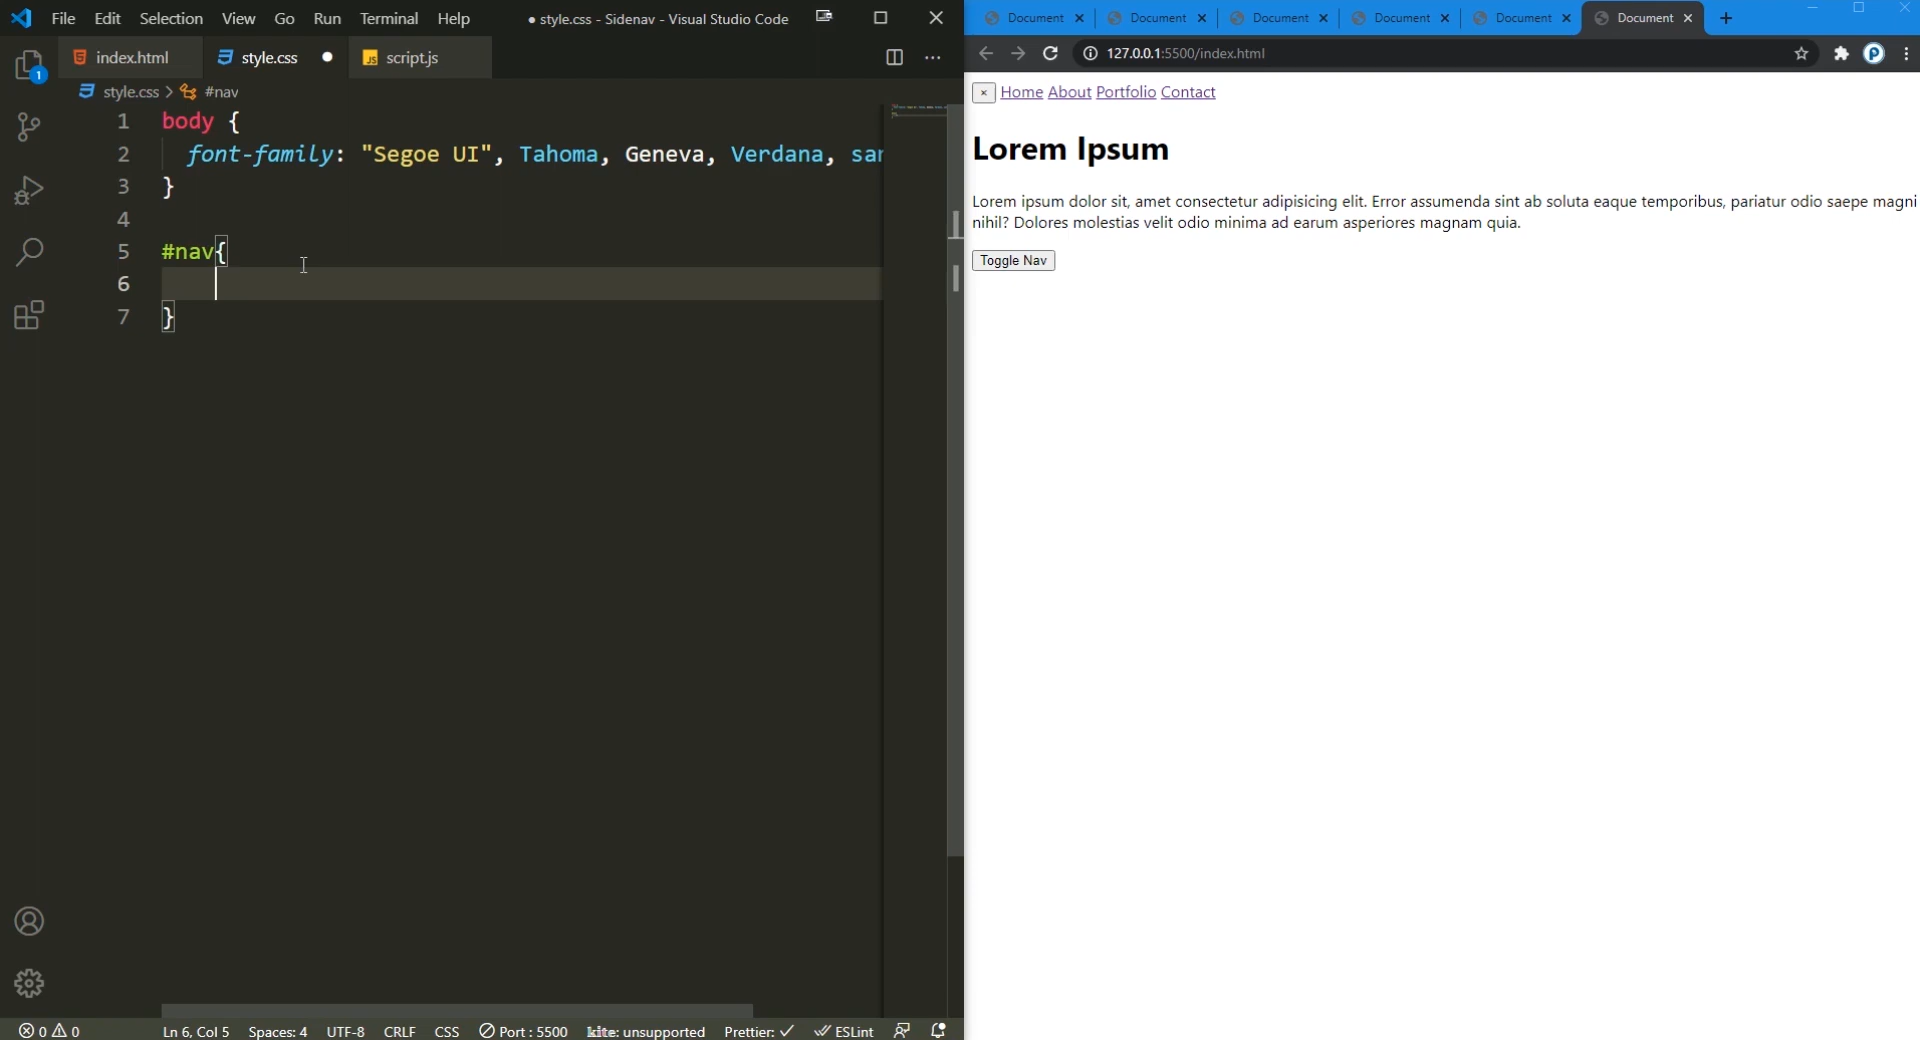 File Edit Selection View Go Run Terminal Help ● style.css - Sidenav - Visual Studio Code
index.html style.css ● JS script.js ···
style.css > #nav
1 body {
2 font-family: "Segoe UI", Tahoma, Geneva, Verdana, sar
3 }
4
5 #nav{
6
7 }
1
0 0 Ln 6, Col 5 Spaces: 4 UTF-8 CRLF CSS Port : 5500 kite: unsupported Prettier: ✓ ESLint
Document × Document × Document × Document × Document × Document × +
127.0.0.1:5500/index.html P
× Home About Portfolio Contact
Lorem Ipsum
Lorem ipsum dolor sit, amet consectetur adipisicing elit. Error assumenda sint ab soluta eaque temporibus, pariatur odio saepe magni
nihil? Dolores molestias velit odio minima ad earum asperiores magnam quia.
Toggle Nav